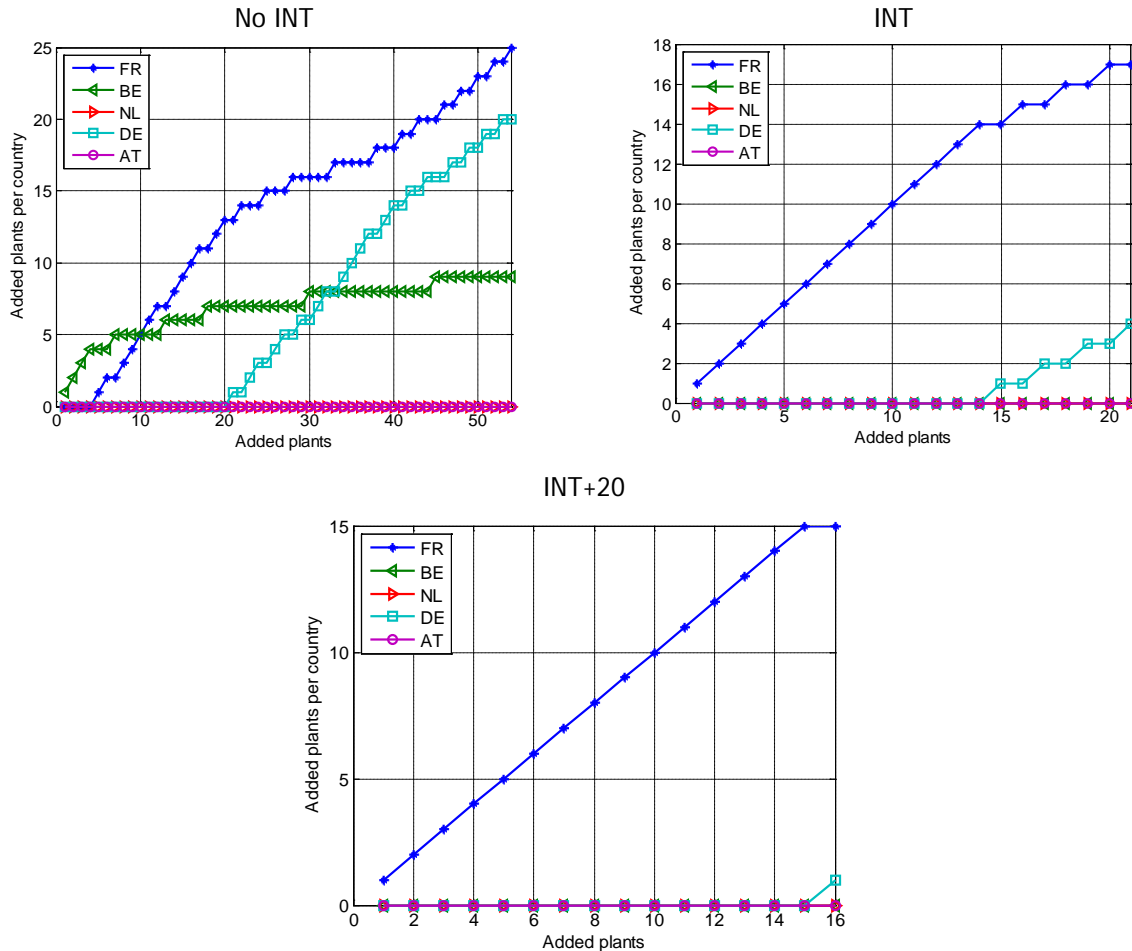 No INT
25
20
15
10
5
0
0
10
20
30
40
50
Added plants per country
Added plants
FR
BE
NL
DE
AT
INT
18
16
14
12
10
8
6
4
2
0
0
5
10
15
20
Added plants per country
Added plants
FR
BE
NL
DE
AT
INT+20
15
10
5
0
0
2
4
6
8
10
12
14
16
Added plants per country
Added plants
FR
BE
NL
DE
AT